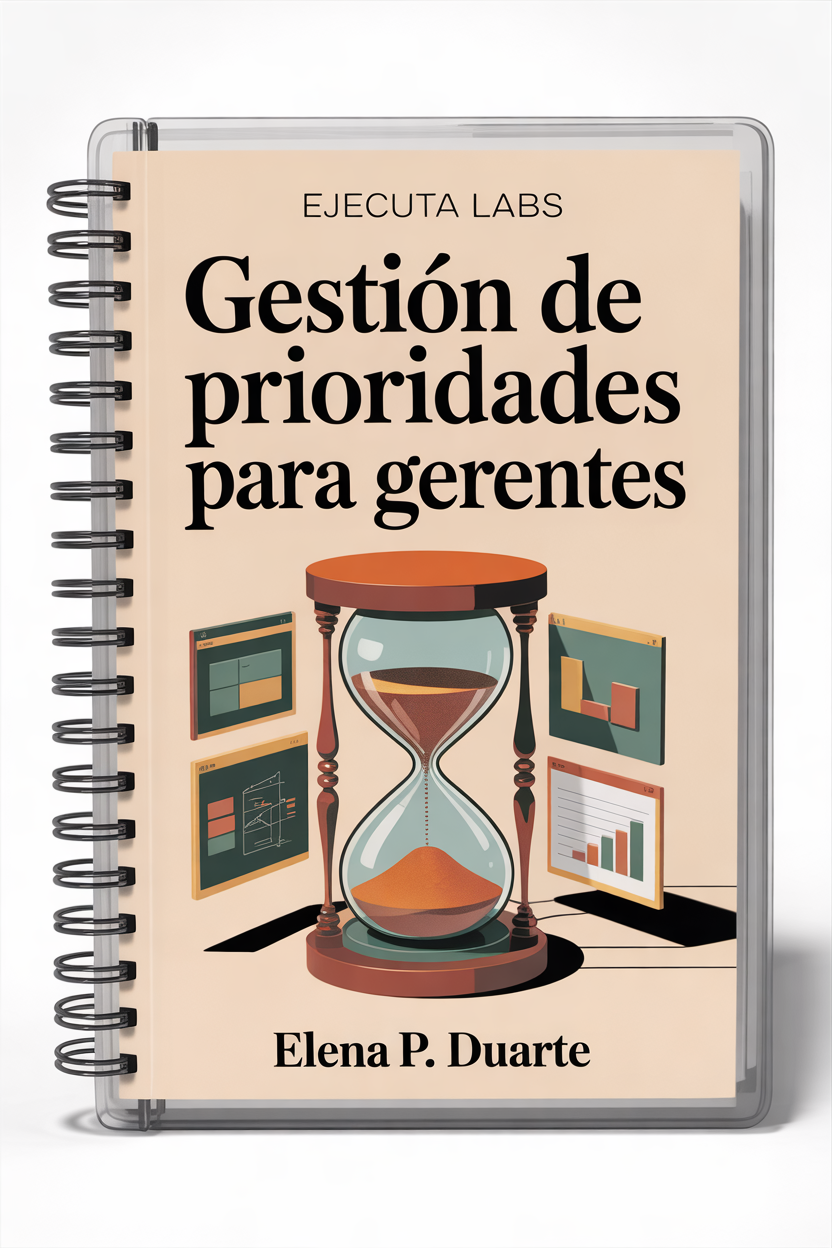 EJECUTA LABS
Gestión de
prioridades
para gerentes
Elena P. Duarte